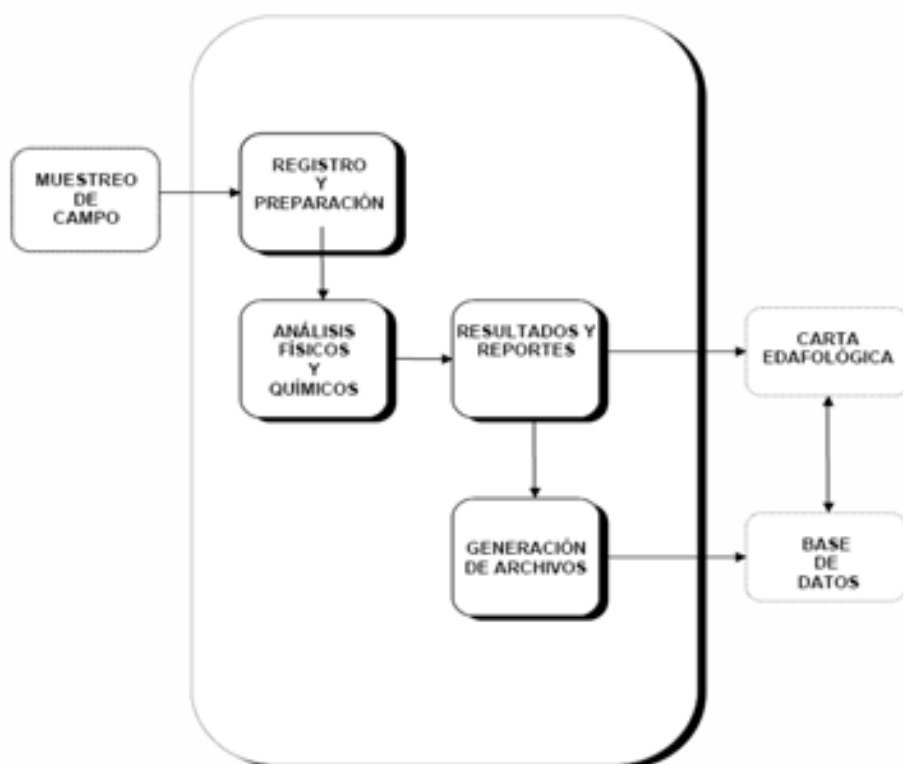 MUESTREO
DE
CAMPO
REGISTRO
Y
PREPARACIÓN
ANÁLISIS
FÍSICOS
Y
QUÍMICOS
RESULTADOS Y
REPORTES
CARTA
EDAFOLÓGICA
GENERACIÓN
DE ARCHIVOS
BASE
DE
DATOS